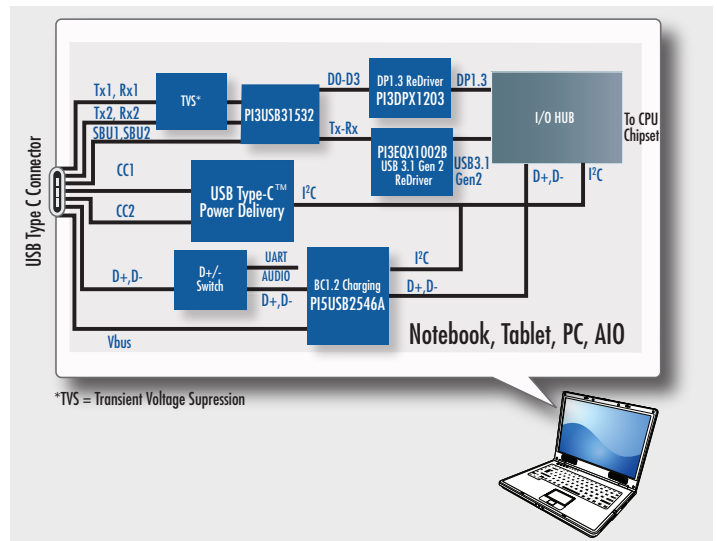 D0-D3
DP1.3 ReDriver
PI3DPX1203
DP1.3
Tx1, Rx1
TVS*
Tx2, Rx2
PI3USB31532
I/O HUB
To CPU
Chipset
SBU1,SBU2
Tx-Rx
PI3EQX1002B
USB 3.1 Gen 2
ReDriver
USB3.1
Gen2
USB Type C Connector
CC1
CC2
USB Type-C™
Power Delivery
I²C
D+,D-
I²C
D+,D-
D+/-
Switch
UART
AUDIO
D+,D-
BC1.2 Charging
PI5USB2546A
I²C
D+,D-
Vbus
Notebook, Tablet, PC, AIO
*TVS = Transient Voltage Supression